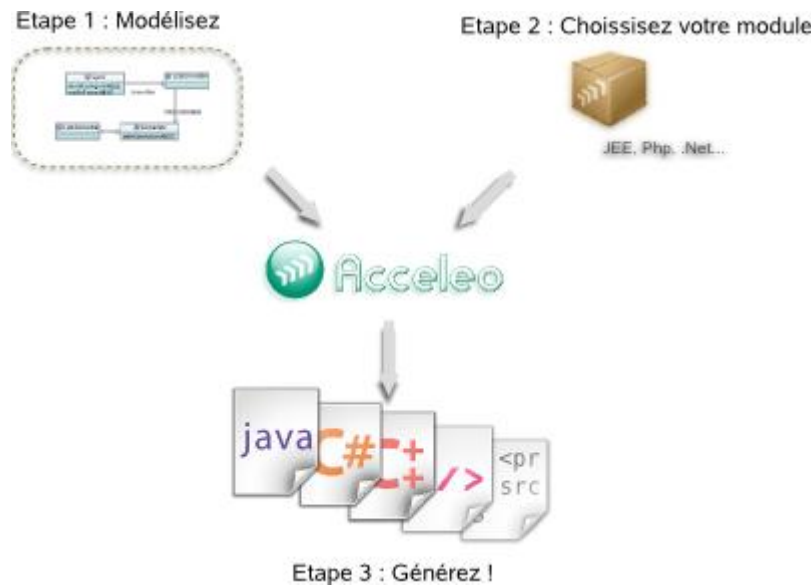 Etape 1 : Modélisez
Etape 2 : Choissisez votre module
JEE, Php, .Net...
Acceleo
java
C#
C++
/>
<pr
src
Etape 3 : Générez !